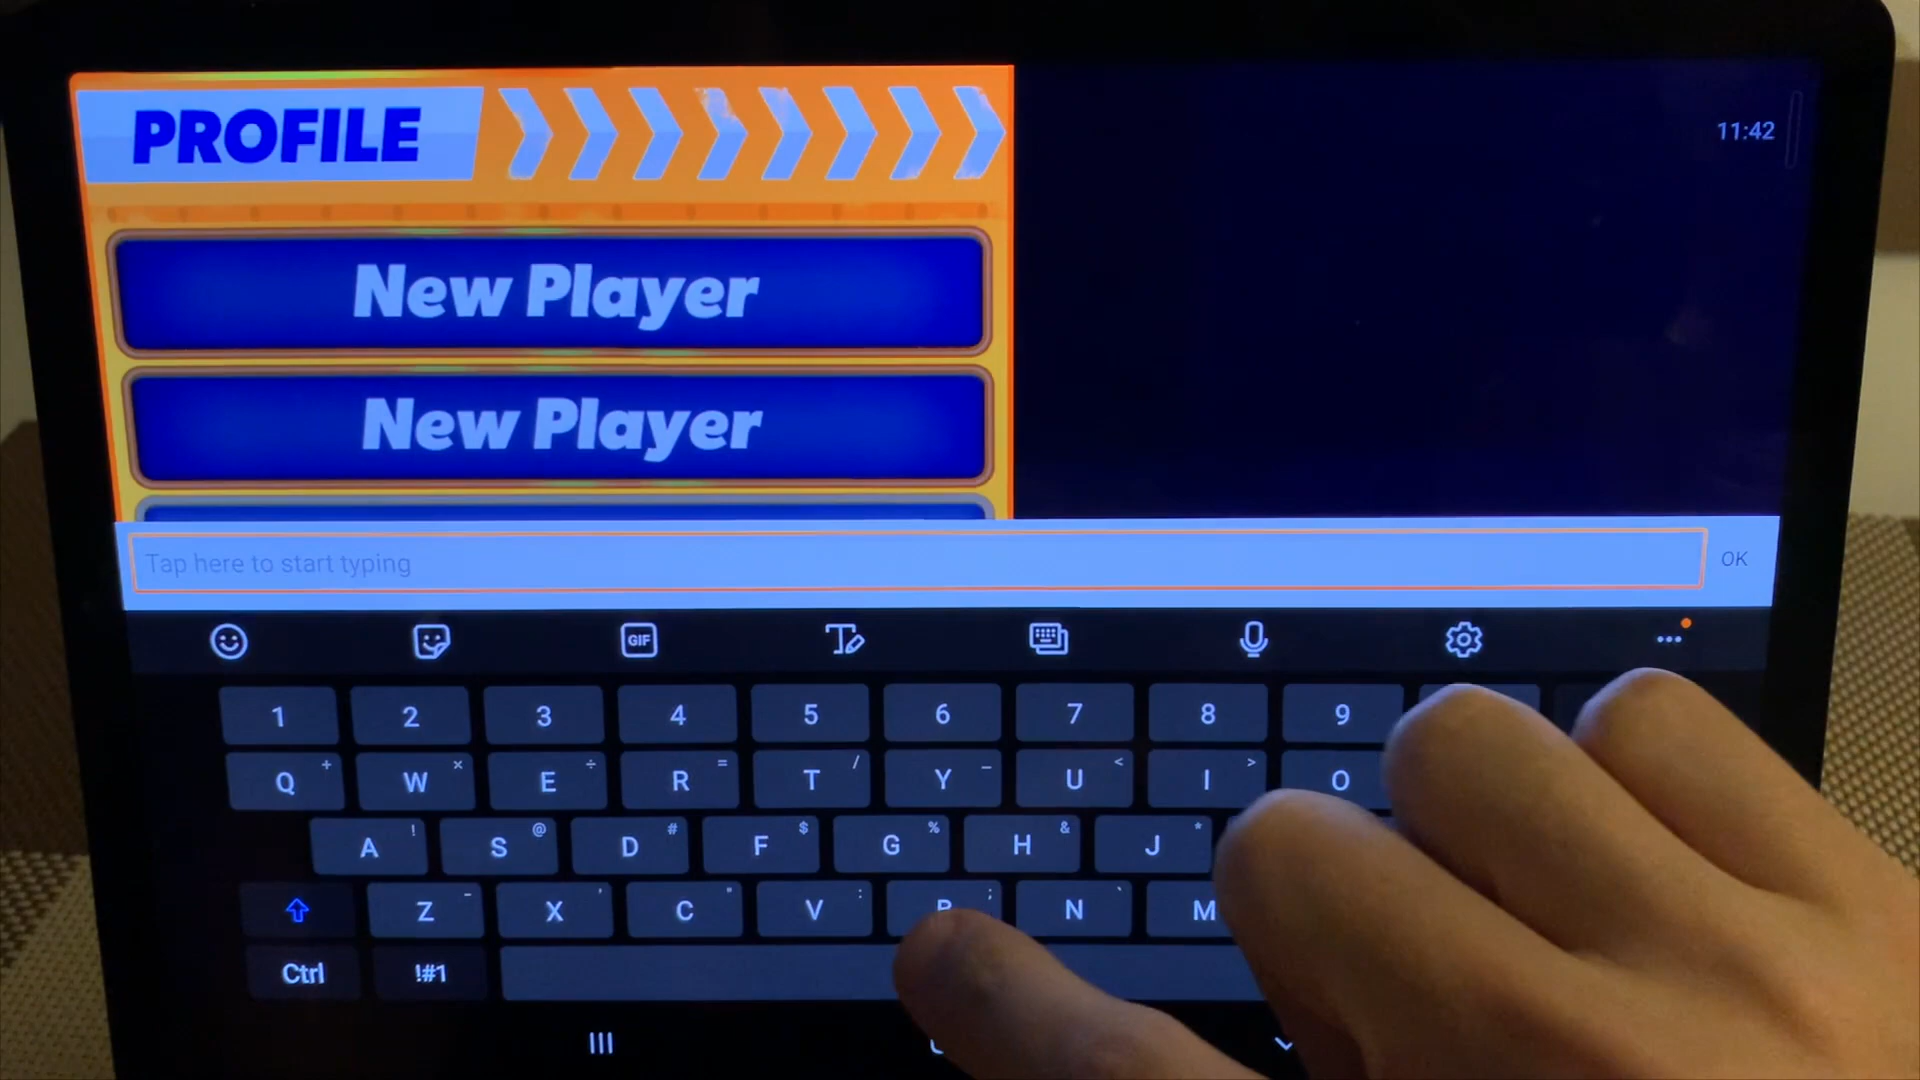 PROFILE
11:42
New Player
New Player
Tap here to start typing
OK
GIF
1 2 3 4 5 6 7 8 9
Q + W × E ÷ R = T / Y _ U < I > O
A ! S @ D # F $ G % H & J *
Z - X ' C " V : B ; N ` M
Ctrl !#1